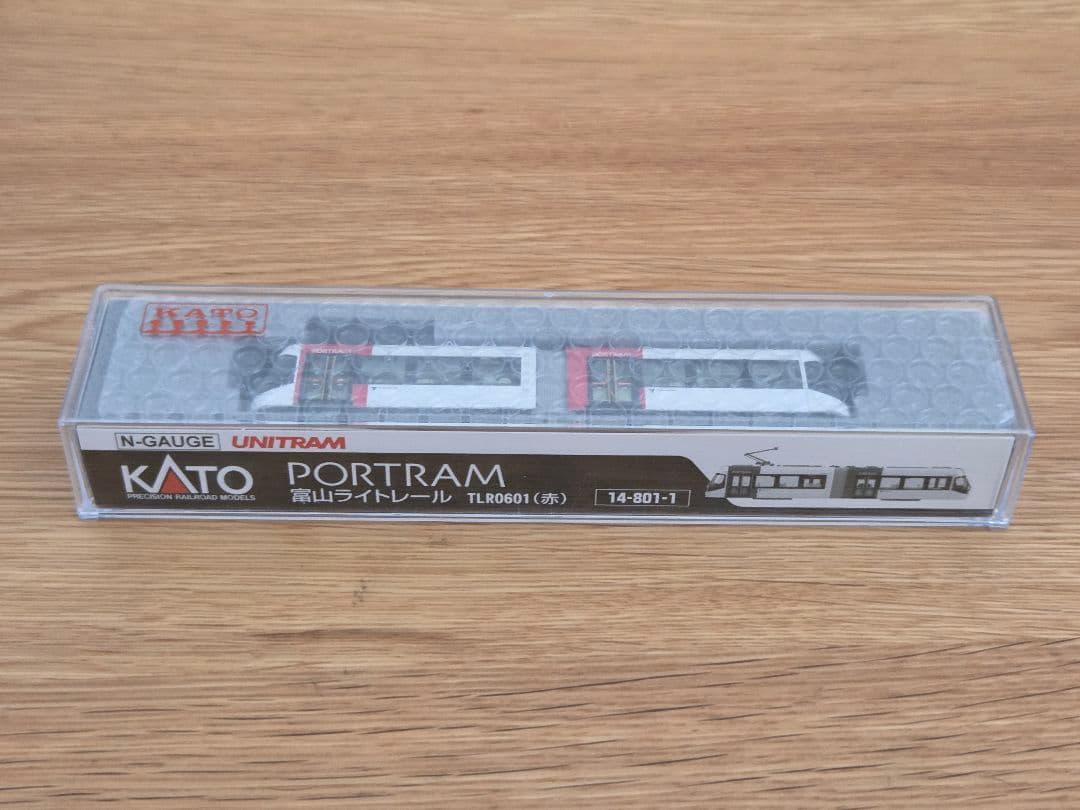 KATO
PORTRAM
PORTRAM
N-GAUGE UNITRAM
KATO
PRECISION RAILROAD MODELS
PORTRAM
富山ライトレール TLR0601(赤)
14-801-1